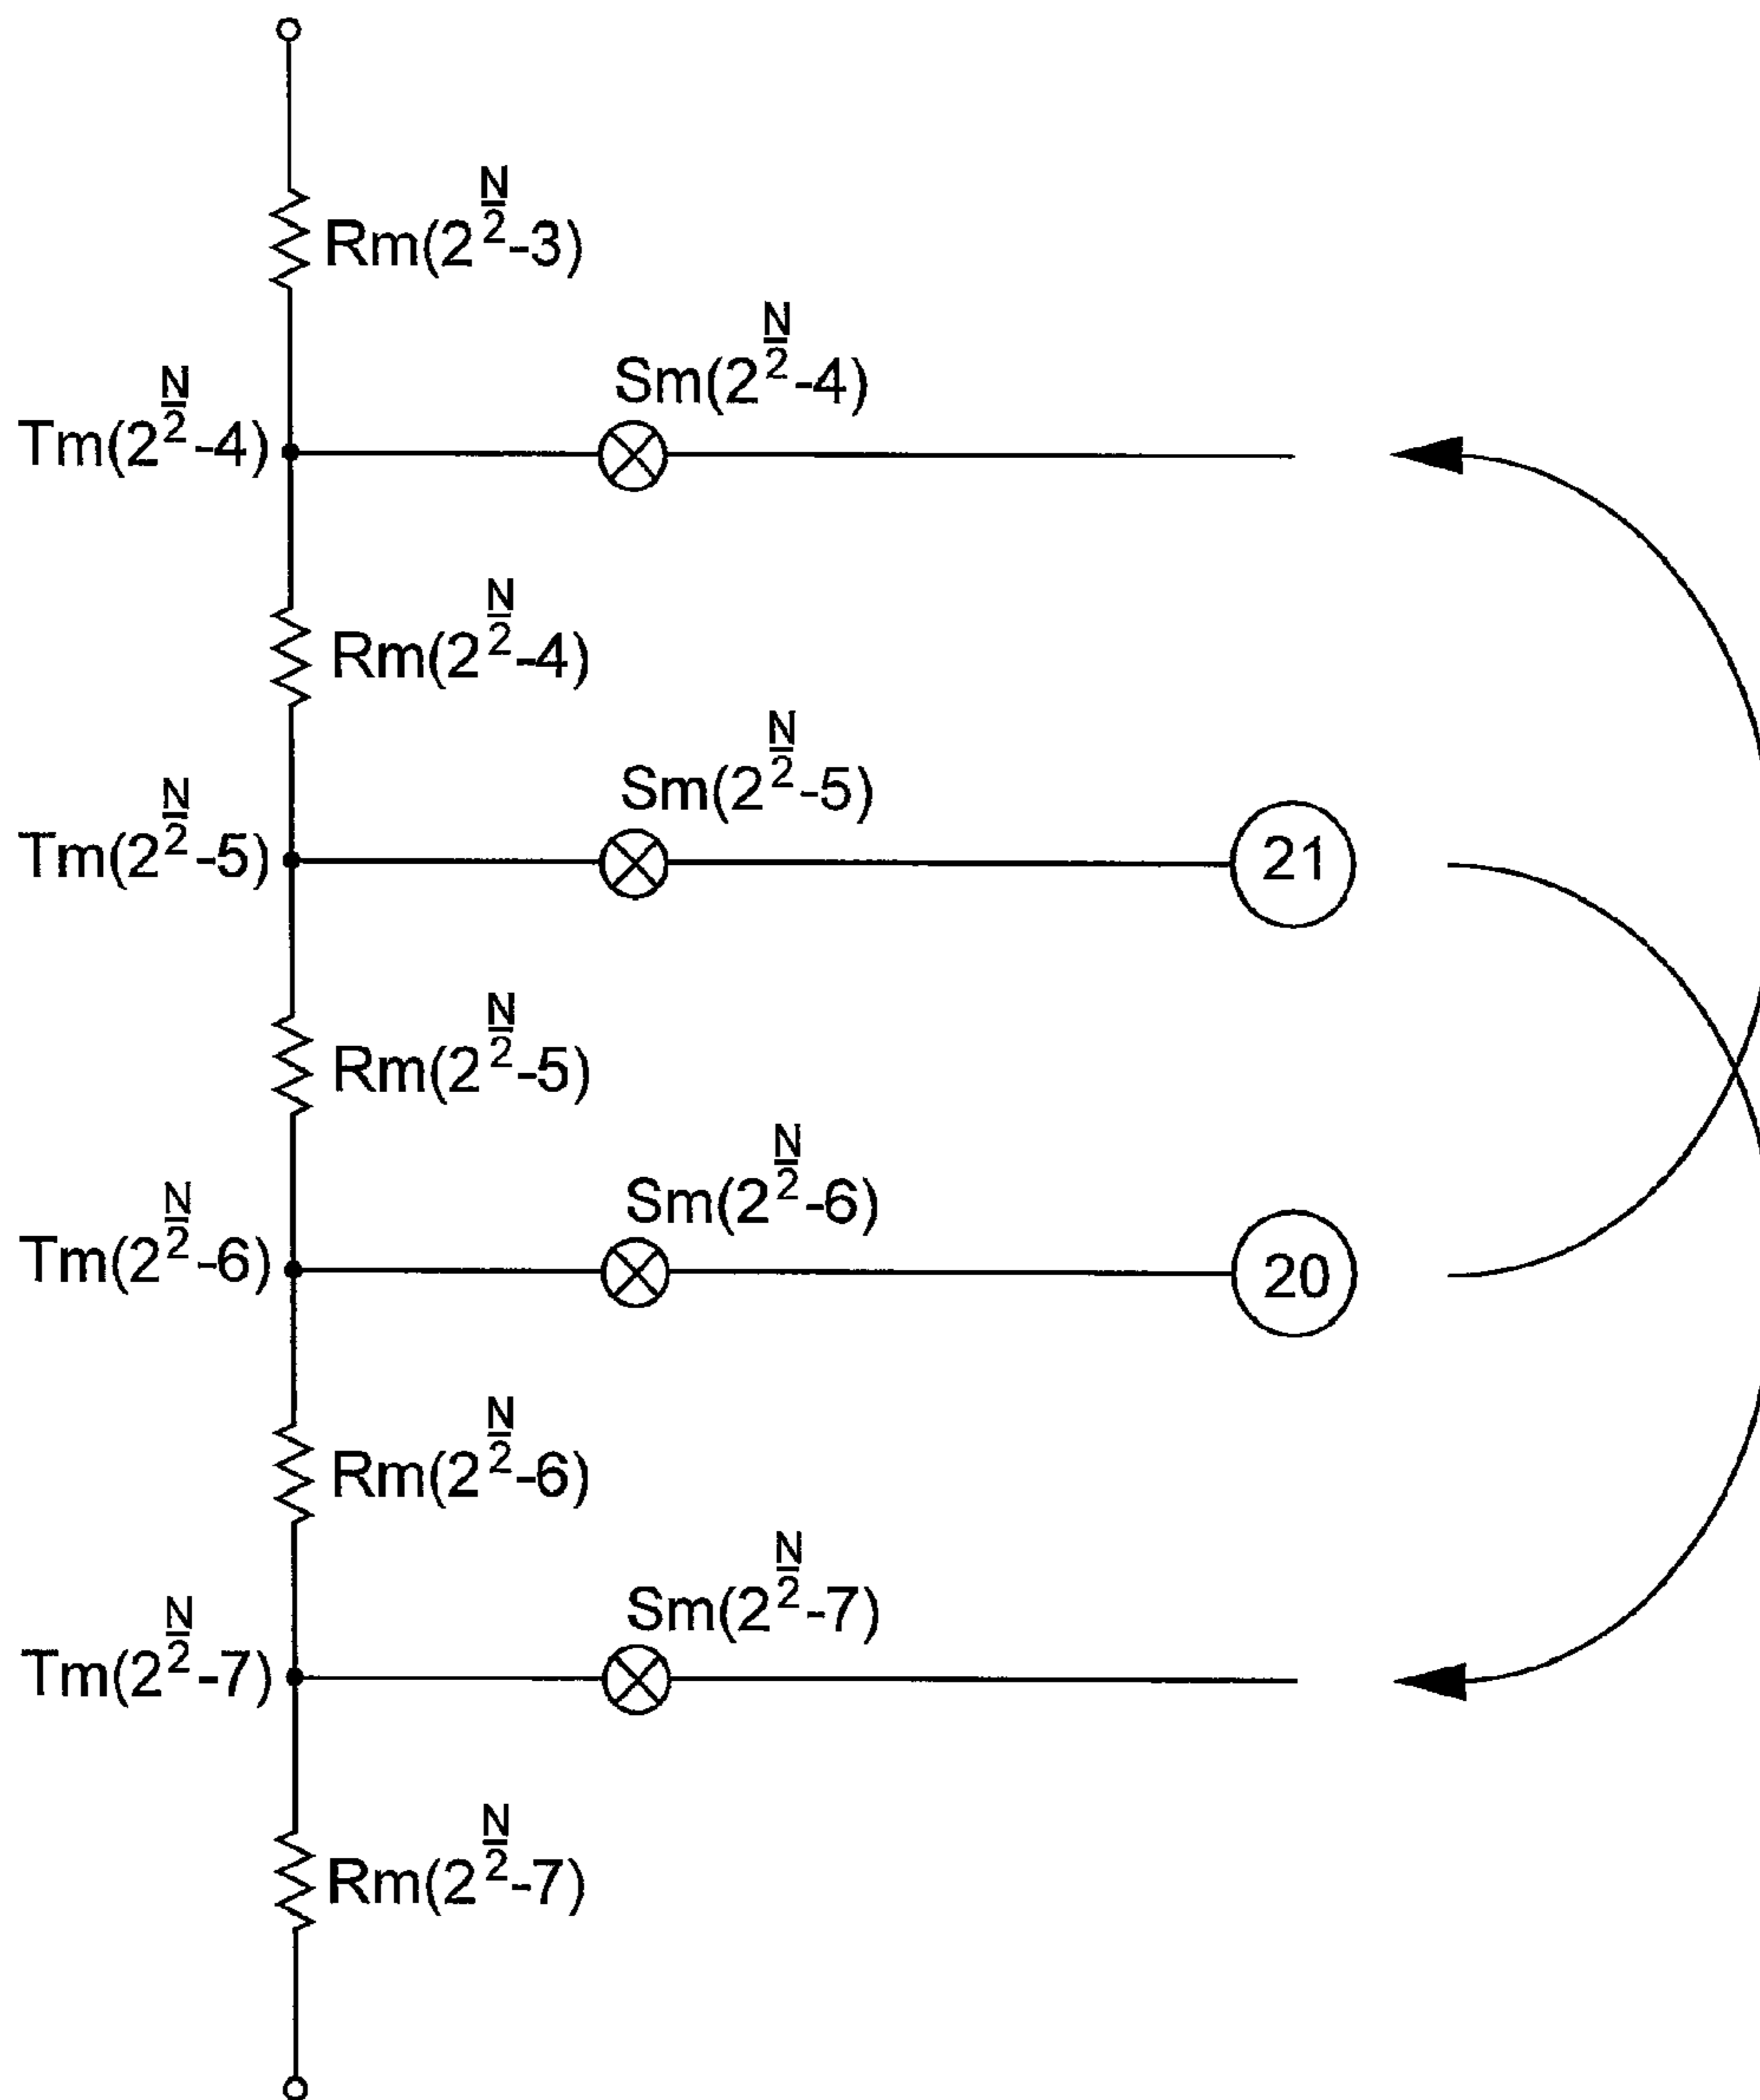 Rm(2^{N/2}-3)
Sm(2^{N/2}-4)
Tm(2^{N/2}-4)
Rm(2^{N/2}-4)
Sm(2^{N/2}-5)
Tm(2^{N/2}-5)
21
Rm(2^{N/2}-5)
Sm(2^{N/2}-6)
Tm(2^{N/2}-6)
20
Rm(2^{N/2}-6)
Sm(2^{N/2}-7)
Tm(2^{N/2}-7)
Rm(2^{N/2}-7)